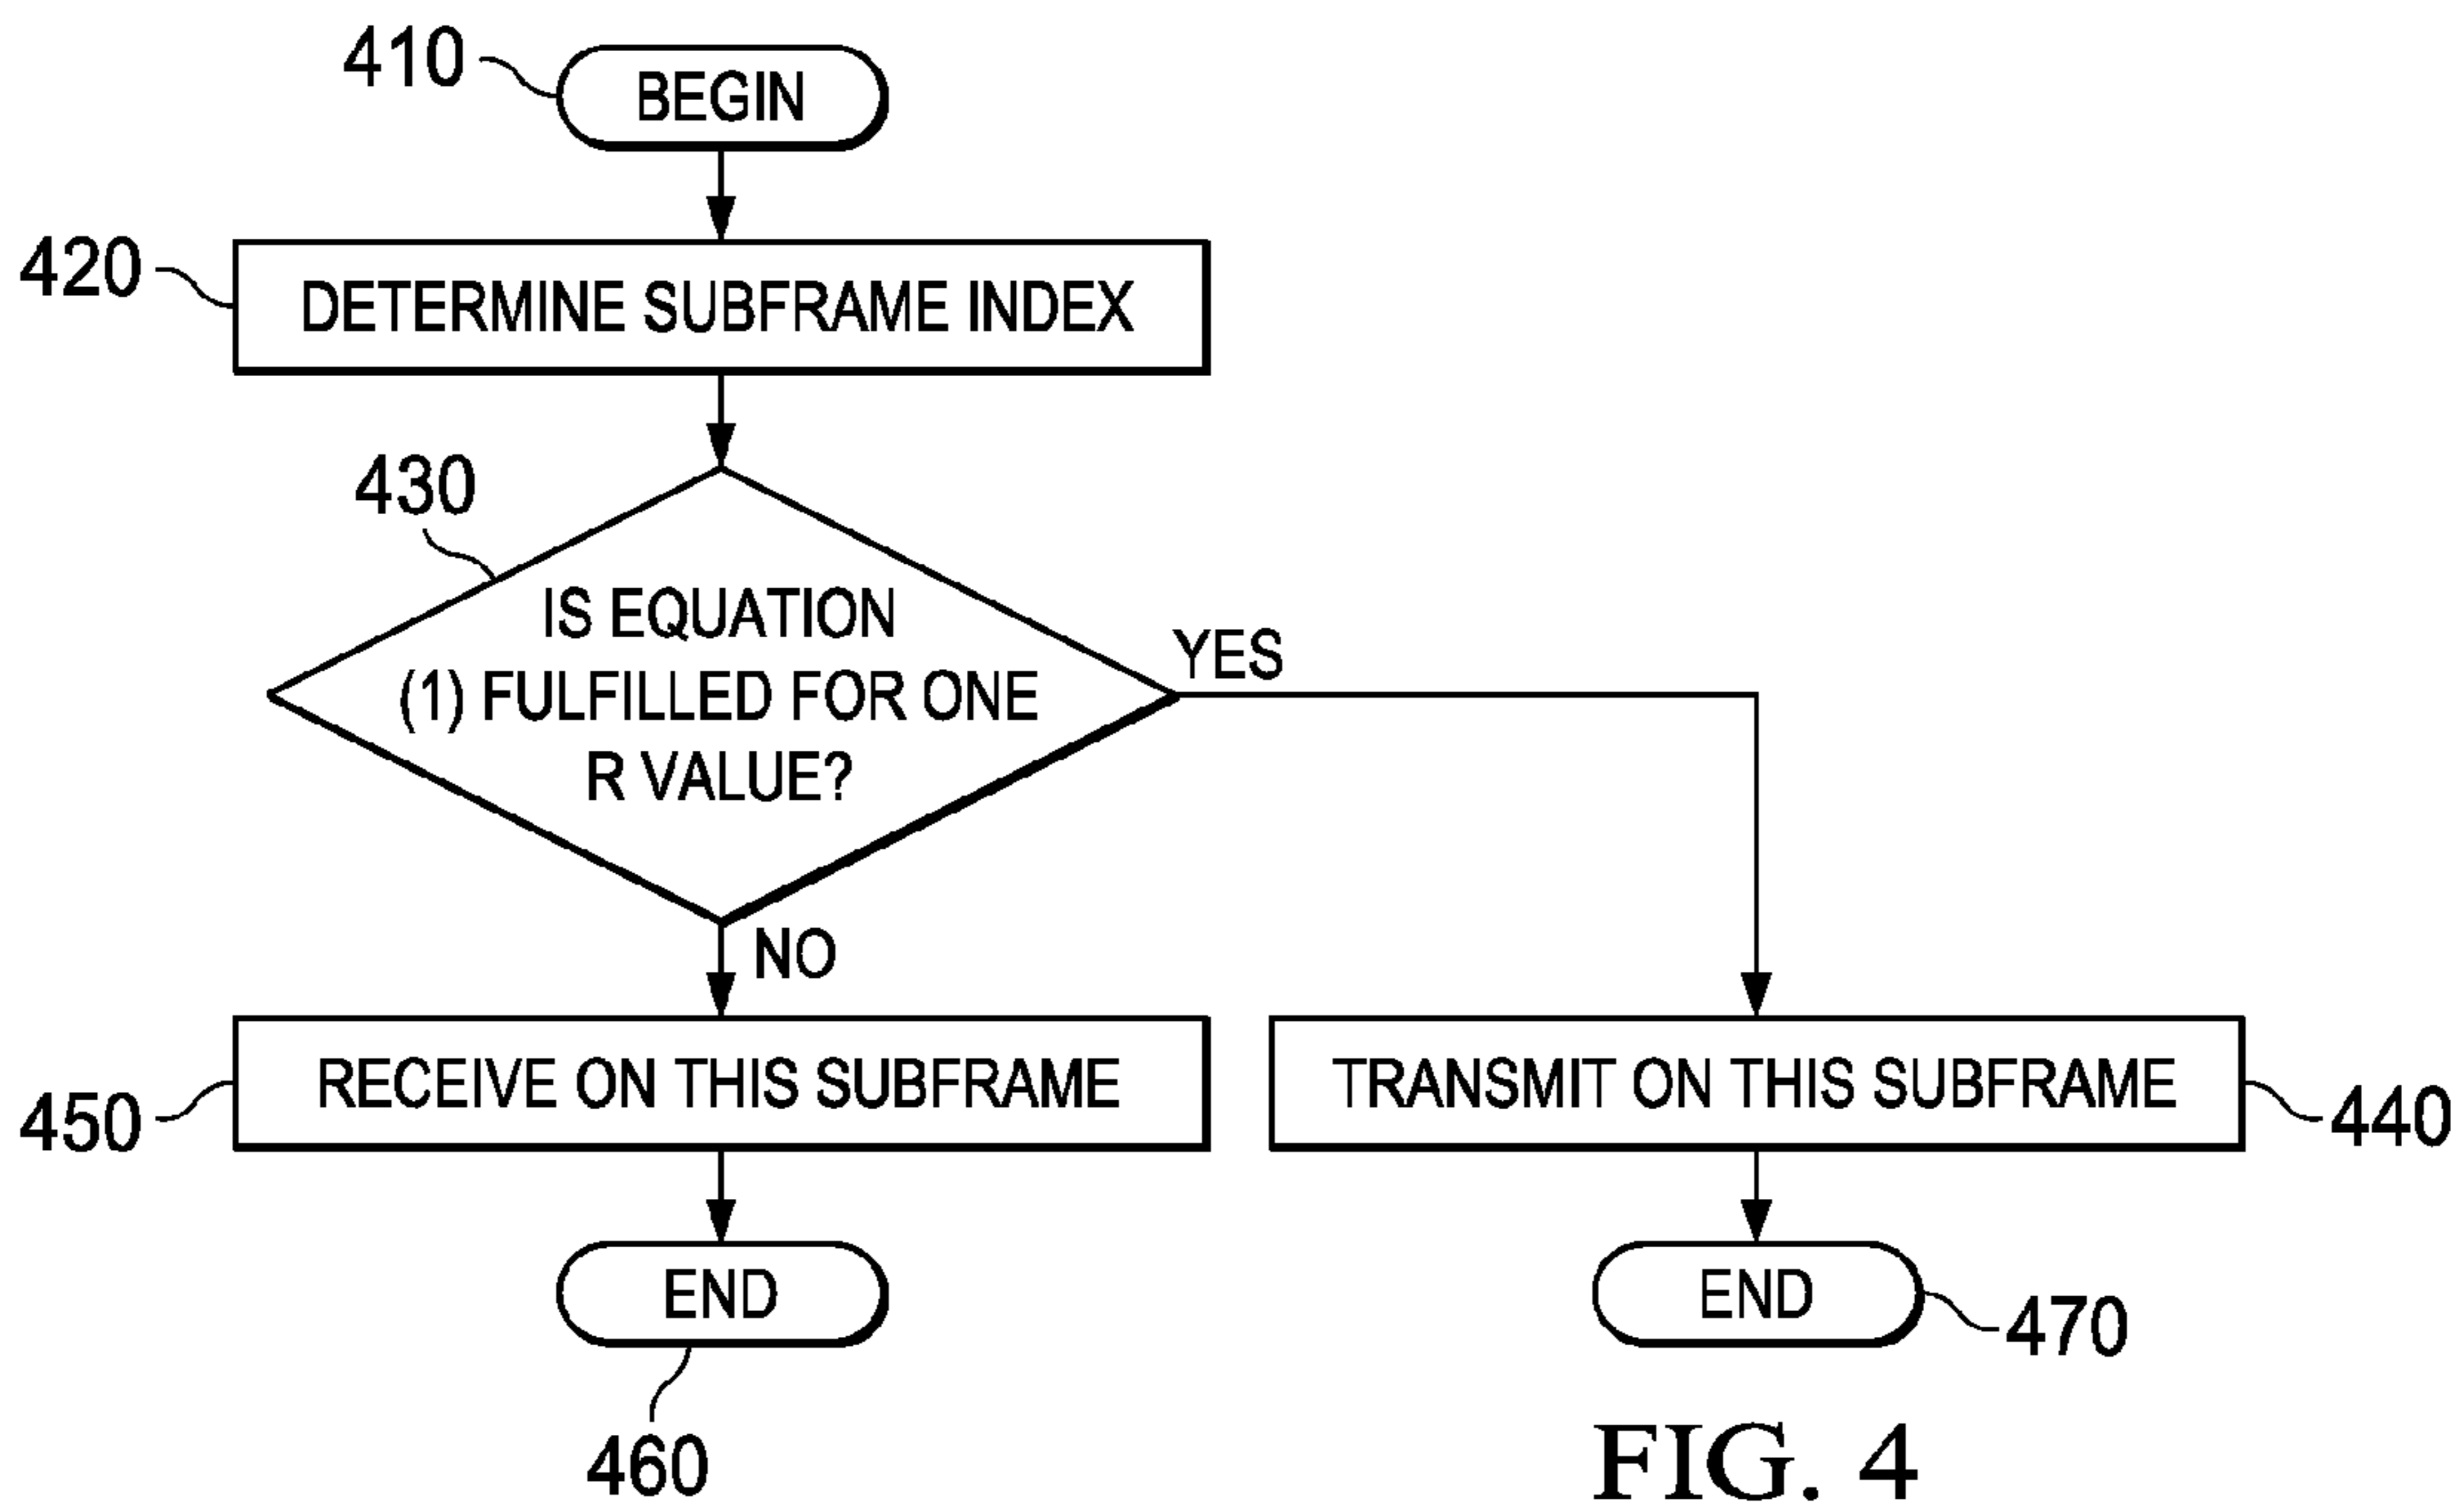 410
BEGIN
420
DETERMINE SUBFRAME INDEX
430
IS EQUATION
(1) FULFILLED FOR ONE
R VALUE?
YES
NO
450
RECEIVE ON THIS SUBFRAME
TRANSMIT ON THIS SUBFRAME
440
END
460
END
470
FIG. 4